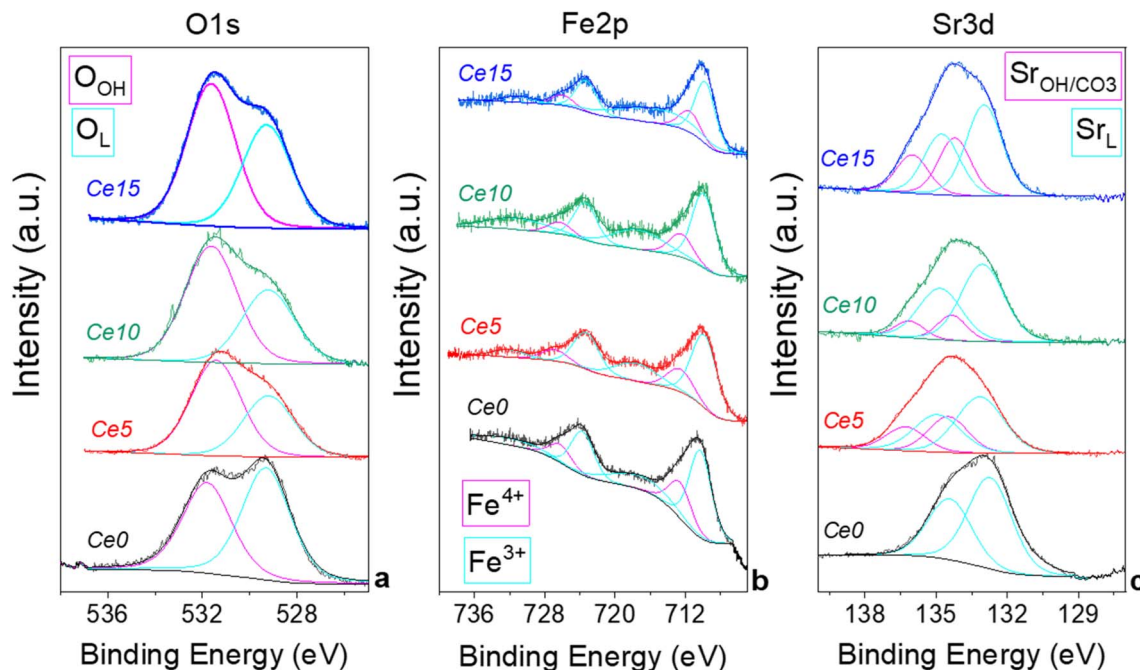 O1s
Fe2p
Sr3d
Intensity (a.u.)
O_OH
O_L
Ce15
Ce10
Ce5
Ce0
a
536 531 528
Binding Energy (eV)
Intensity (a.u.)
Ce15
Ce10
Ce5
Ce0
Fe4+
Fe3+
b
736 728 720 712
Binding Energy (eV)
Intensity (a.u.)
Sr_OH/CO3
Sr_L
Ce15
Ce10
Ce5
Ce0
c
138 135 132 129
Binding Energy (eV)